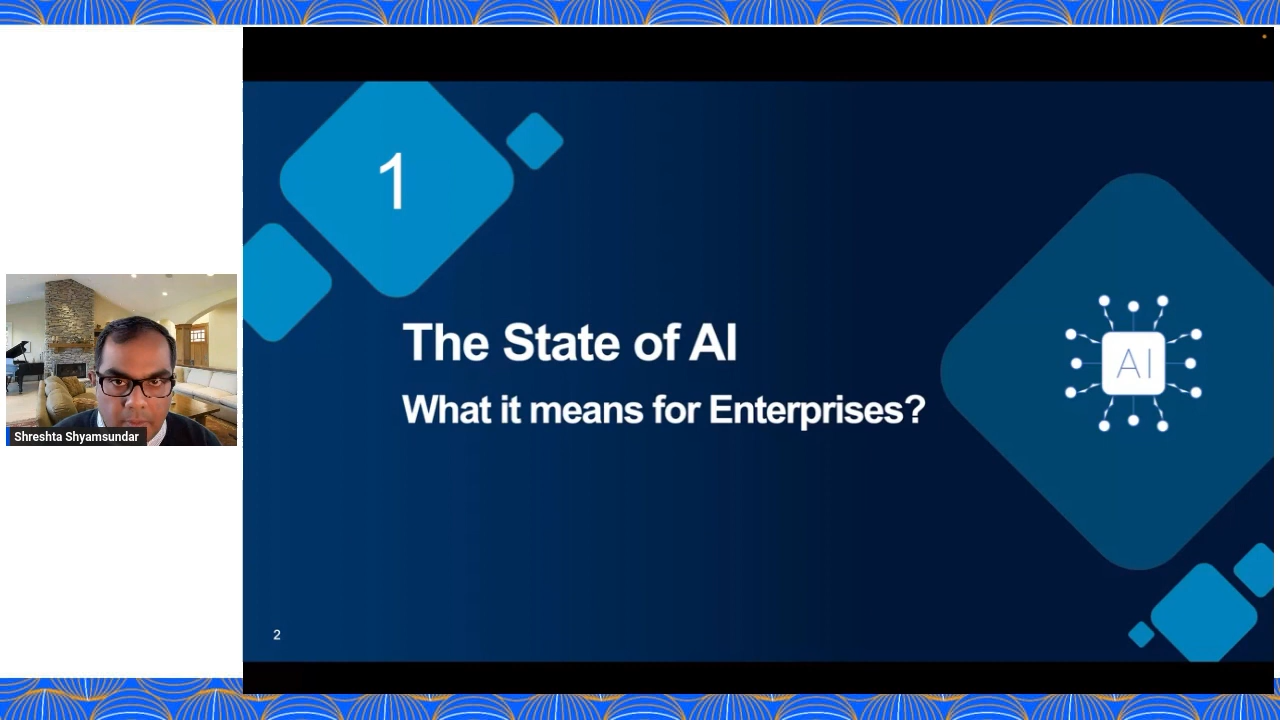 1
The State of AI
What it means for Enterprises?
AI
2
Shreshta Shyamsundar